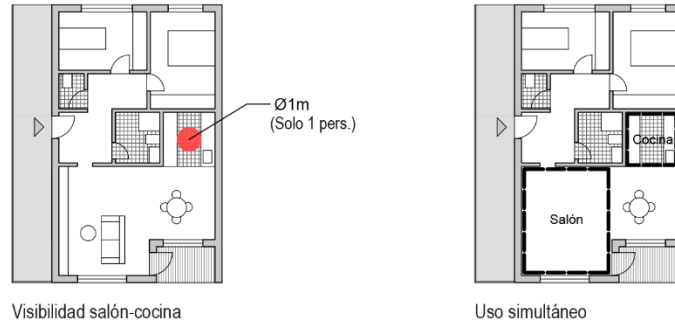 Ø1m
(Solo 1 pers.)
Cocina
Salón
Visibilidad salón-cocina
Uso simultáneo